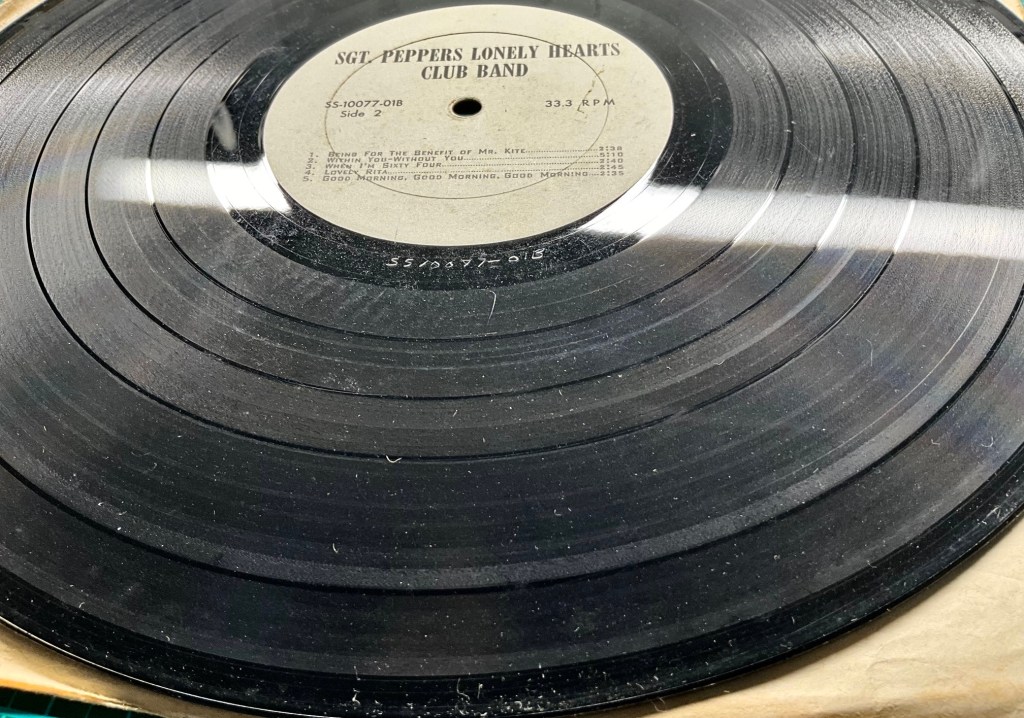 SGT. PEPPERS LONELY HEARTS
CLUB BAND
SS-10077-01B
Side 2
33.3 RPM
1. Being For The Benefit of Mr. Kite 3:38
2. Within You-Without You 5:10
3. When I'm Sixty Four 2:40
4. Lovely Rita 2:45
5. Good Morning, Good Morning, Good Morning 2:35
SS10077-01B